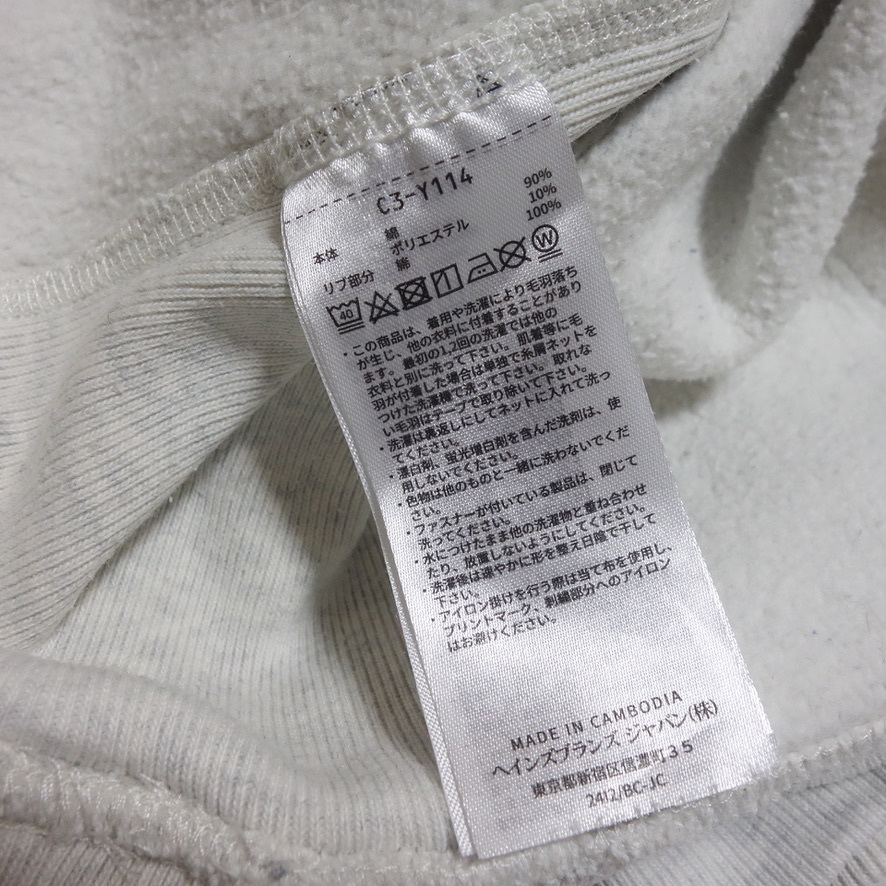 C3-Y114
本体 綿 90%
ポリエステル 10%
リブ部分 綿 100%
40 W
・この商品は、着用や洗濯により毛羽落ち
が生じ、他の衣料に付着することがあり
ます。最初の1,2回の洗濯では他の
衣料と別に洗って下さい。肌着等に毛
羽が付着した場合は単独で糸屑ネットを
つけた洗濯機で洗って下さい。取れな
い毛羽はテープで取り除いて下さい。
・洗濯は裏返しにしてネットに入れて洗っ
てください。
・漂白剤、蛍光増白剤を含んだ洗剤は、使
用しないでください。
・色物は他のものと一緒に洗わないでくだ
さい。
・ファスナーが付いている製品は、閉じて
洗ってください。
・水につけたまま他の洗濯物と重ね合わせ
たり、放置しないようにしてください。
・洗濯後は速やかに形を整え日陰で干して
下さい。
・アイロン掛けを行う際は当て布を使用し、
プリントマーク、刺繍部分へのアイロン
はお避けください。
MADE IN CAMBODIA
ヘインズブランズ ジャパン(株)
東京都新宿区信濃町35
2412/BC-JC